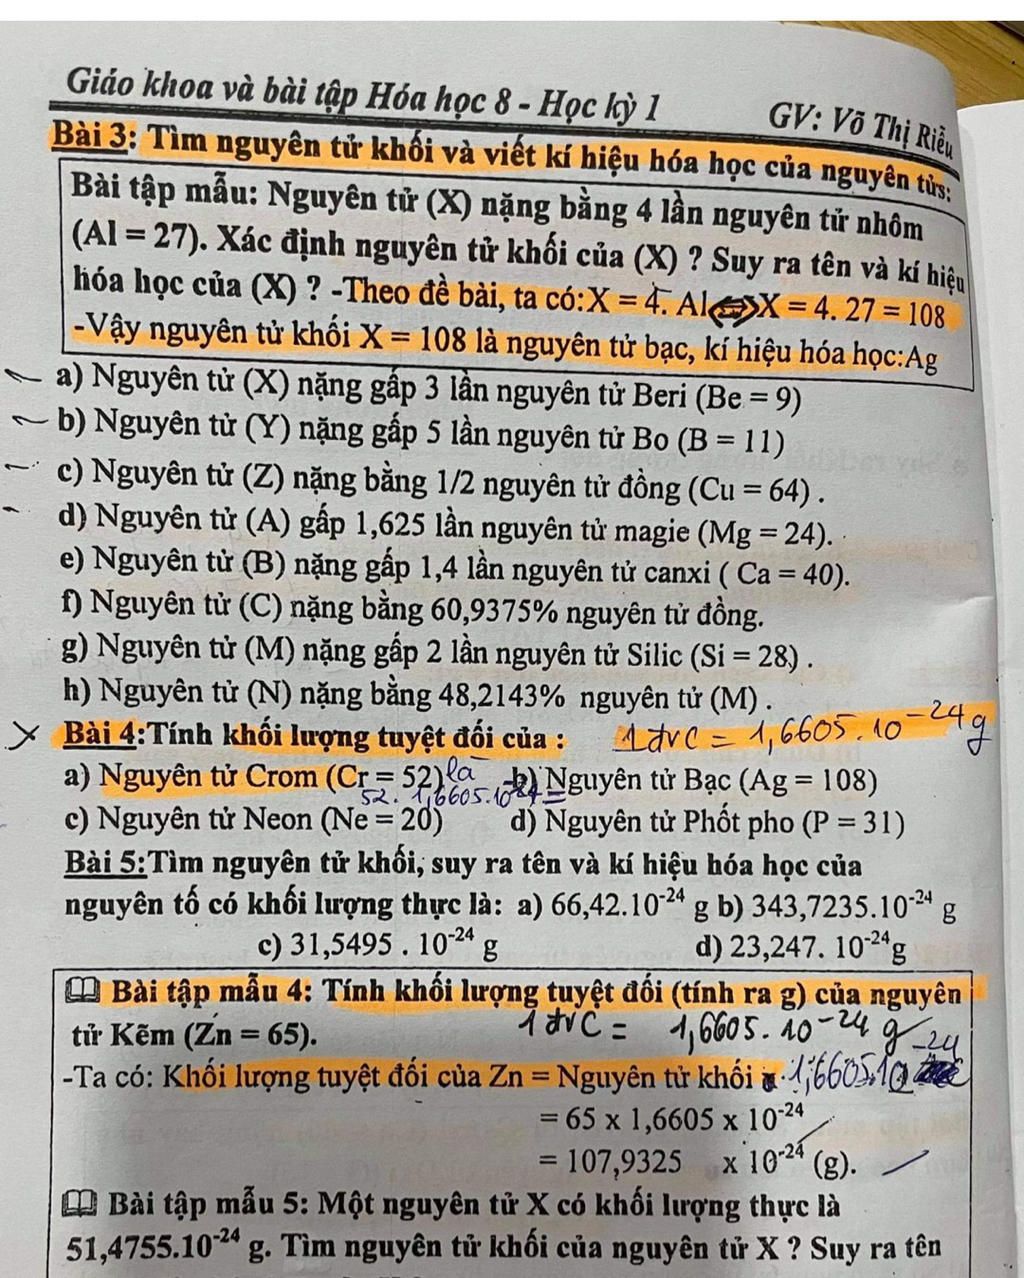 Giáo khoa và bài tập Hóa học 8 - Học kỳ 1 GV: Võ Thị Riễu
Bài 3: Tìm nguyên tử khối và viết kí hiệu hóa học của nguyên tửs:
Bài tập mẫu: Nguyên tử (X) nặng bằng 4 lần nguyên tử nhôm
(Al = 27). Xác định nguyên tử khối của (X) ? Suy ra tên và kí hiệu
hóa học của (X) ? -Theo đề bài, ta có:X = 4. Al⇔X = 4. 27 = 108
-Vậy nguyên tử khối X = 108 là nguyên tử bạc, kí hiệu hóa học:Ag
a) Nguyên tử (X) nặng gấp 3 lần nguyên tử Beri (Be = 9)
b) Nguyên tử (Y) nặng gấp 5 lần nguyên tử Bo (B = 11)
c) Nguyên tử (Z) nặng bằng 1/2 nguyên tử đồng (Cu = 64) .
d) Nguyên tử (A) gấp 1,625 lần nguyên tử magie (Mg = 24).
e) Nguyên tử (B) nặng gấp 1,4 lần nguyên tử canxi ( Ca = 40).
f) Nguyên tử (C) nặng bằng 60,9375% nguyên tử đồng.
g) Nguyên tử (M) nặng gấp 2 lần nguyên tử Silic (Si = 28) .
h) Nguyên tử (N) nặng bằng 48,2143% nguyên tử (M) .
Bài 4:Tính khối lượng tuyệt đối của : 1đvC = 1,6605.10⁻²⁴g
a) Nguyên tử Crom (Cr = 52) là b) Nguyên tử Bạc (Ag = 108)
52. 1,6605.10⁻²⁴ =
c) Nguyên tử Neon (Ne = 20) d) Nguyên tử Phốt pho (P = 31)
Bài 5:Tìm nguyên tử khối, suy ra tên và kí hiệu hóa học của
nguyên tố có khối lượng thực là: a) 66,42.10⁻²⁴ g b) 343,7235.10⁻²⁴ g
c) 31,5495 . 10⁻²⁴ g d) 23,247. 10⁻²⁴g
Bài tập mẫu 4: Tính khối lượng tuyệt đối (tính ra g) của nguyên
tử Kẽm (Zn = 65). 1đvC = 1,6605.10⁻²⁴ g
-Ta có: Khối lượng tuyệt đối của Zn = Nguyên tử khối . 1,6605.10⁻²⁴
= 65 x 1,6605 x 10⁻²⁴
= 107,9325 x 10⁻²⁴ (g).
Bài tập mẫu 5: Một nguyên tử X có khối lượng thực là
51,4755.10⁻²⁴ g. Tìm nguyên tử khối của nguyên tử X ? Suy ra tên